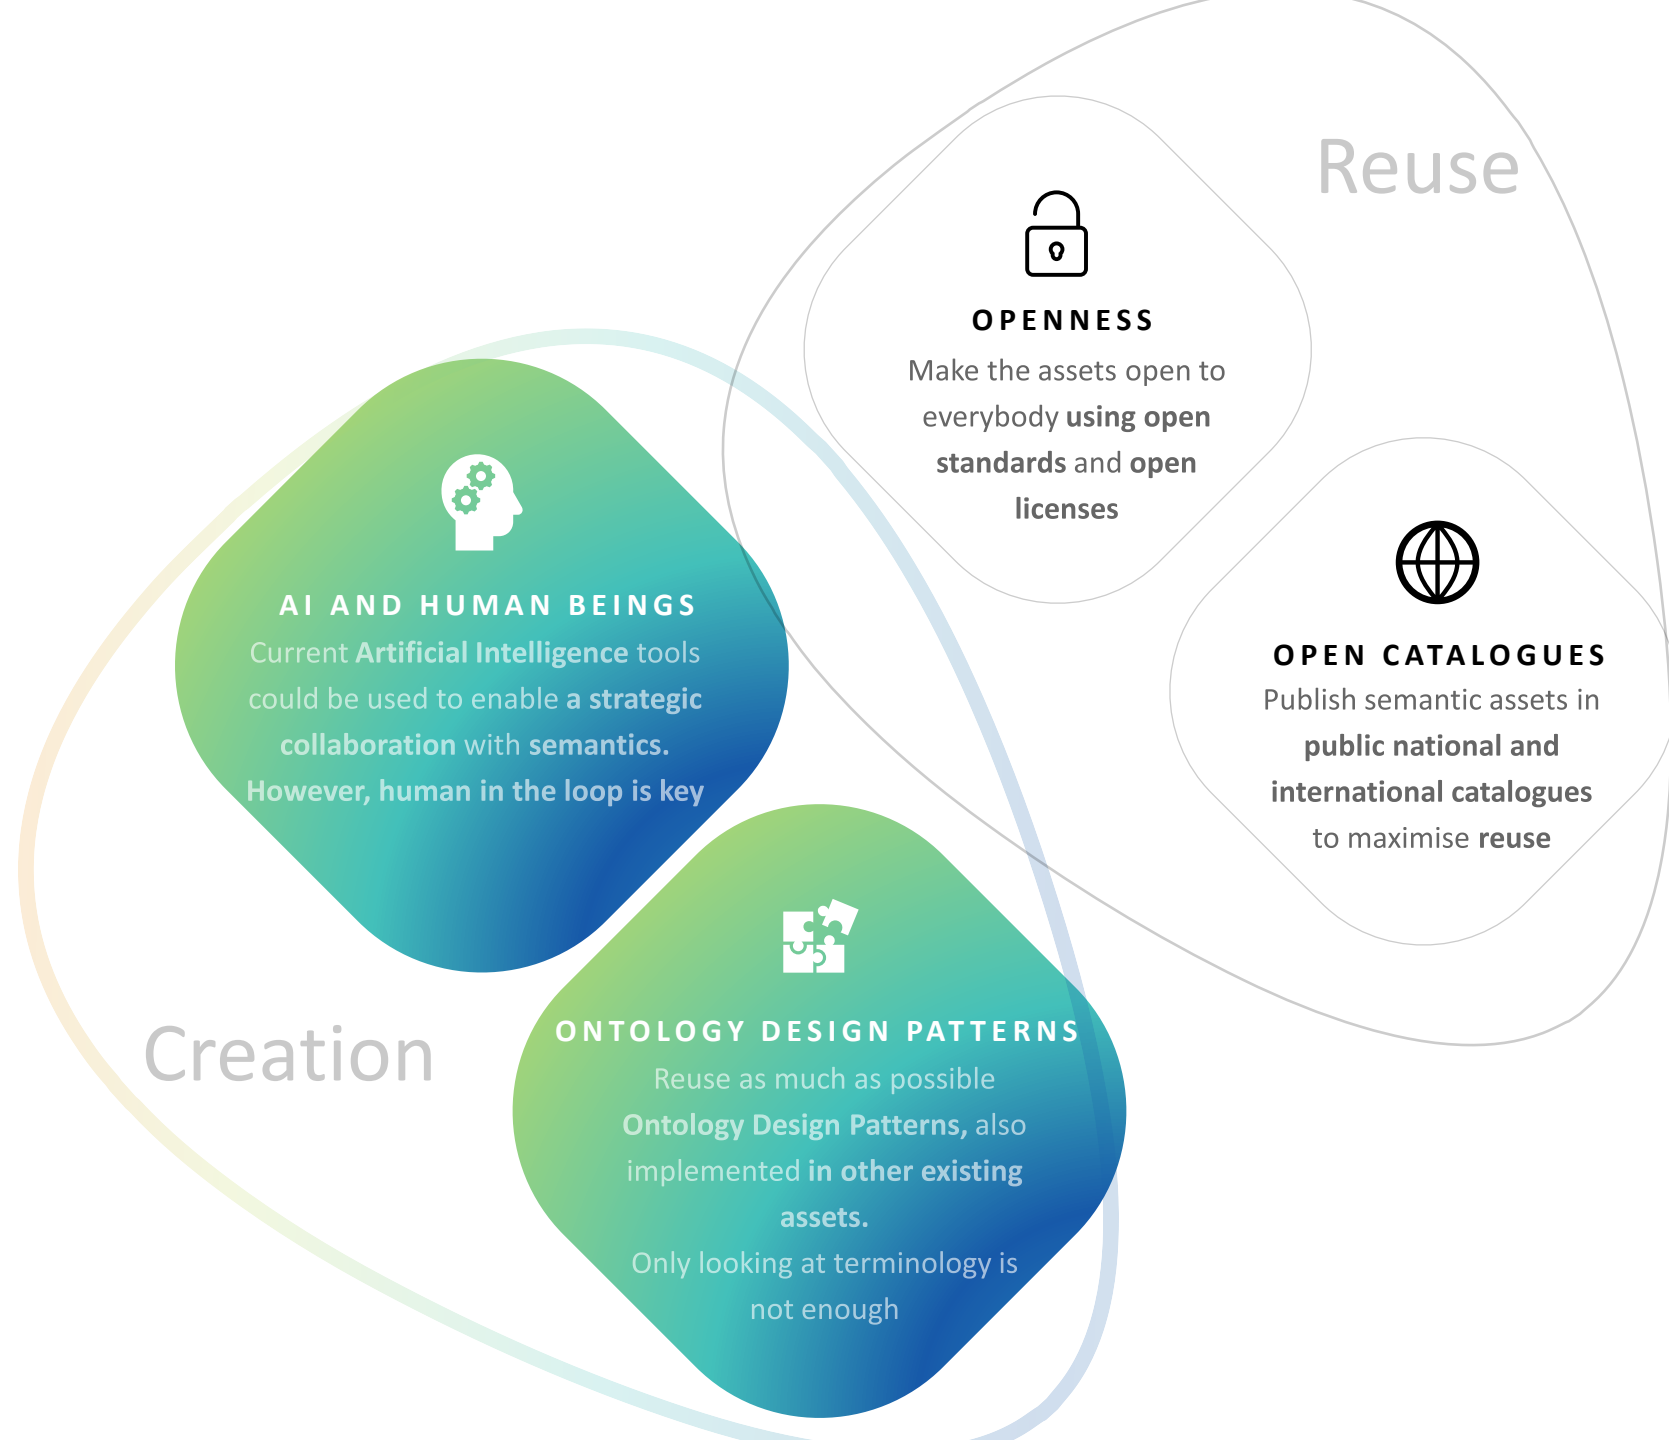 Reuse
OPENNESS
Make the assets open to
everybody using open
standards and open
licenses
OPEN CATALOGUES
Publish semantic assets in
public national and
international catalogues
to maximise reuse
AI AND HUMAN BEINGS
Current Artificial Intelligence tools
could be used to enable a strategic
collaboration with semantics.
However, human in the loop is key
Creation
ONTOLOGY DESIGN PATTERNS
Reuse as much as possible
Ontology Design Patterns, also
implemented in other existing
assets.
Only looking at terminology is
not enough